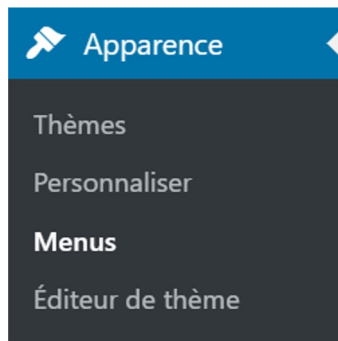 Apparence
Thèmes
Personnaliser
Menus
Éditeur de thème